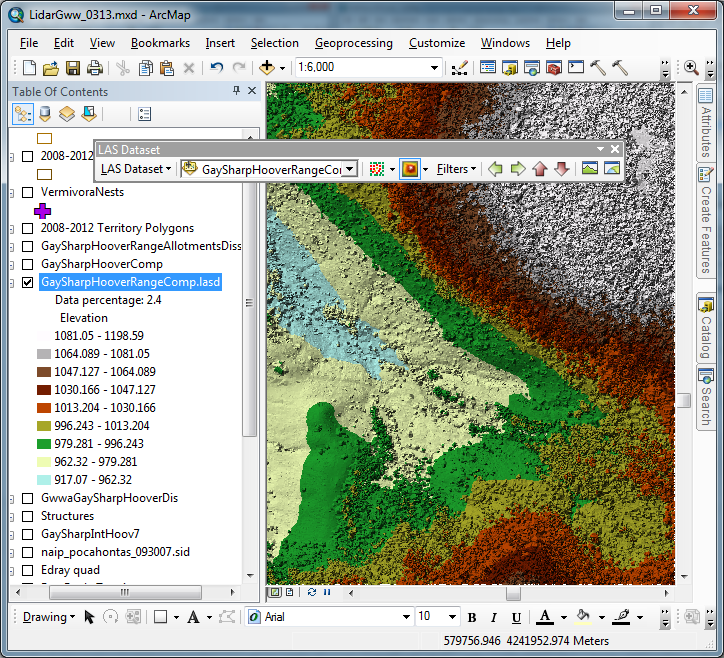 LidarGww_0313.mxd - ArcMap
File Edit View Bookmarks Insert Selection Geoprocessing Customize Windows Help
1:6,000
Table Of Contents
LAS Dataset
LAS Dataset GaySharpHooverRangeCo Filters
2008-2012
VermivoraNests
2008-2012 Territory Polygons
GaySharpHooverRangeAllotmentsDiss
GaySharpHooverComp
GaySharpHooverRangeComp.lasd
Data percentage: 2.4
Elevation
1081.05 - 1198.59
1064.089 - 1081.05
1047.127 - 1064.089
1030.166 - 1047.127
1013.204 - 1030.166
996.243 - 1013.204
979.281 - 996.243
962.32 - 979.281
917.07 - 962.32
GwwaGaySharpHooverDis
Structures
GaySharpIntHoov7
naip_pocahontas_093007.sid
Edray quad
Attributes
Create Features
Catalog
Search
Drawing A Arial 10 B I U A
579756.946 4241952.974 Meters